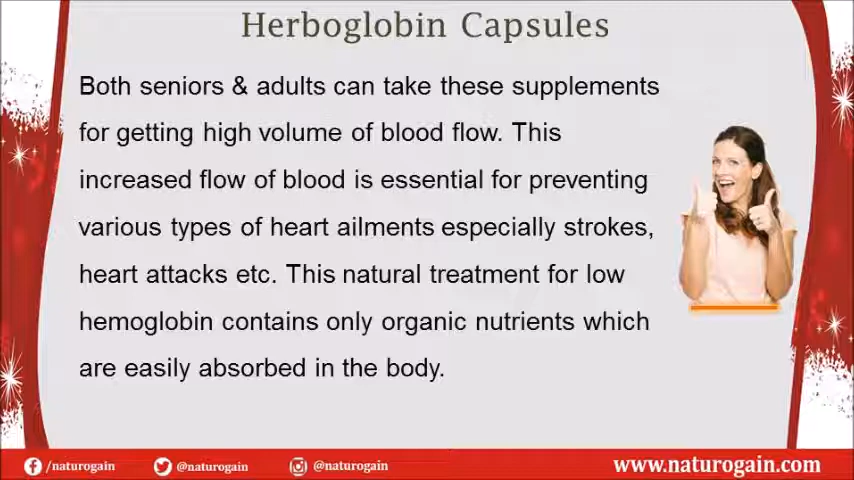 Herboglobin Capsules
Both seniors & adults can take these supplements
for getting high volume of blood flow. This
increased flow of blood is essential for preventing
various types of heart ailments especially strokes,
heart attacks etc. This natural treatment for low
hemoglobin contains only organic nutrients which
are easily absorbed in the body.
/naturogain @naturogain @naturogain www.naturogain.com